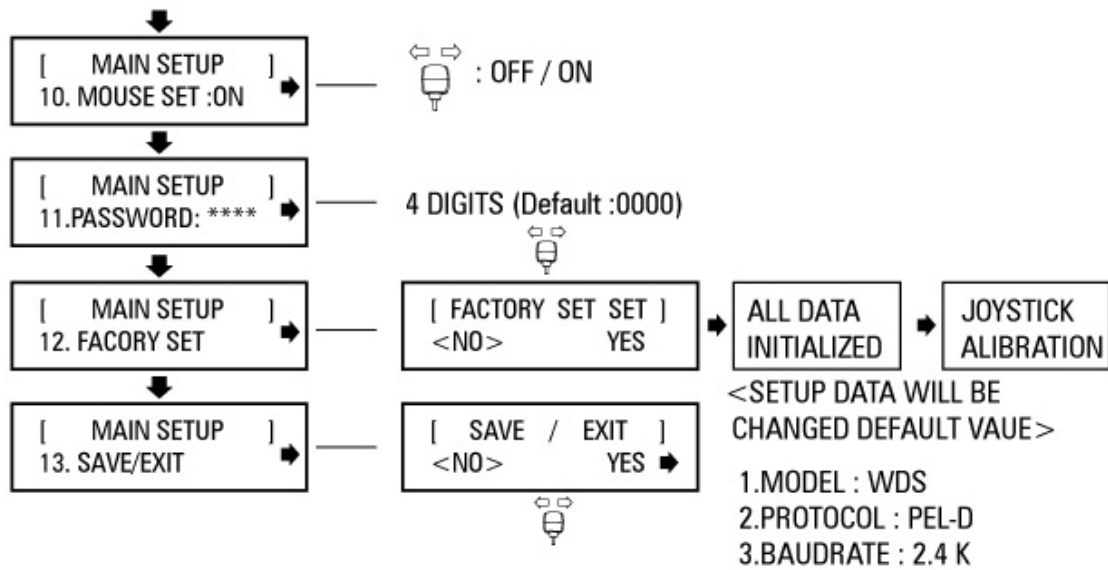 [ MAIN SETUP ]
10. MOUSE SET :ON
: OFF / ON
[ MAIN SETUP ]
11.PASSWORD: ****
4 DIGITS (Default :0000)
[ MAIN SETUP ]
12. FACORY SET
[ FACTORY SET SET ]
<NO> YES
ALL DATA
INITIALIZED
JOYSTICK
ALIBRATION
<SETUP DATA WILL BE
CHANGED DEFAULT VAUE>
[ MAIN SETUP ]
13. SAVE/EXIT
[ SAVE / EXIT ]
<NO> YES
1.MODEL : WDS
2.PROTOCOL : PEL-D
3.BAUDRATE : 2.4 K